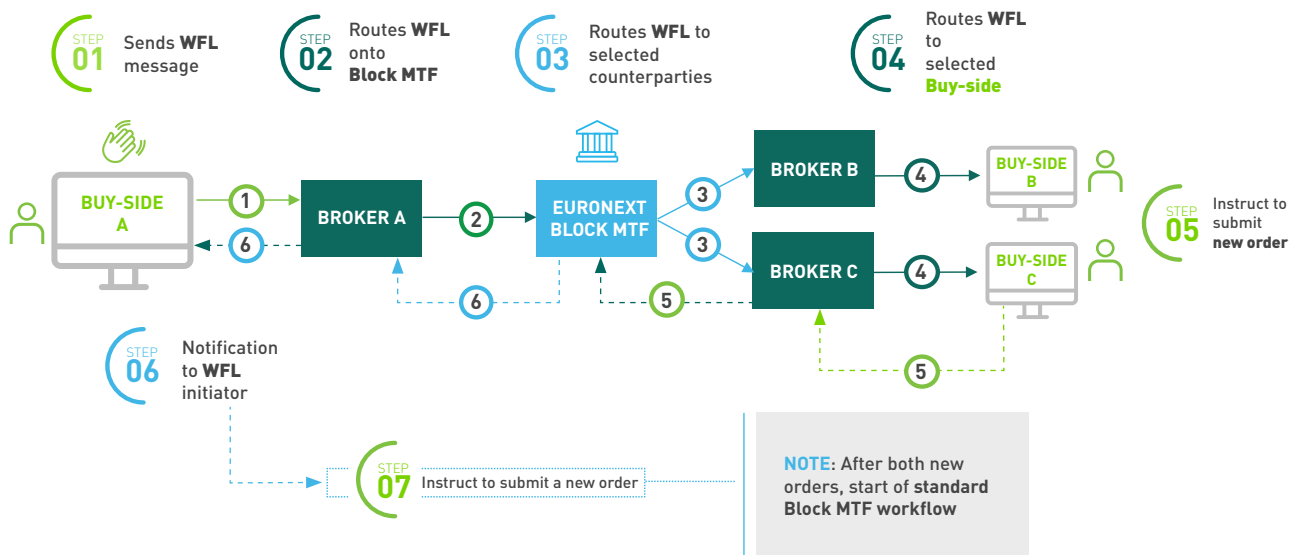 STEP
01
Sends WFL
message
STEP
02
Routes WFL
onto
Block MTF
STEP
03
Routes WFL to
selected
counterparties
STEP
04
Routes WFL
to
selected
Buy-side
BUY-SIDE
A
1
6
BROKER A
2
6
EURONEXT
BLOCK MTF
3
3
5
BROKER B
BROKER C
4
4
5
BUY-SIDE
B
BUY-SIDE
C
STEP
05
Instruct to
submit
new order
STEP
06
Notification
to WFL
initiator
STEP
07
Instruct to submit a new order
NOTE: After both new
orders, start of standard
Block MTF workflow